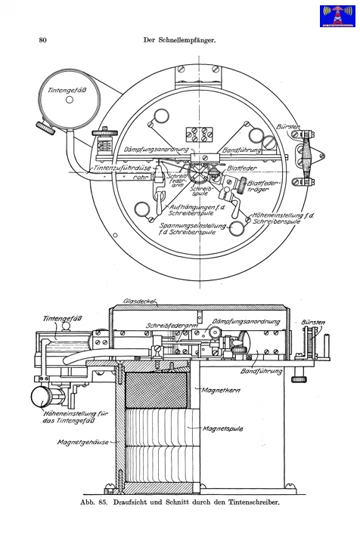 80 Der Schnellempfänger.
Tintengefäß
Bürsten
Dämpfungsanordnung
Bandführung
Tintenzuführdüse
rohr
Schreibfederarm
Blattfeder
Schreibspule
Blattfederträger
Aufhängungen f.d.
Schreiberspule
Höheneinstellung f.d.
Schreiberspule
Spannungseinstellung
f.d. Schreiberspule
Glasdeckel
Tintengefäß
Schreibfederarm
Dämpfungsanordnung
Bürsten
Bandführung
Magnetkern
Höheneinstellung für
das Tintengefäß
Magnetspule
Magnetgehäuse
Abb. 85. Draufsicht und Schnitt durch den Tintenschreiber.